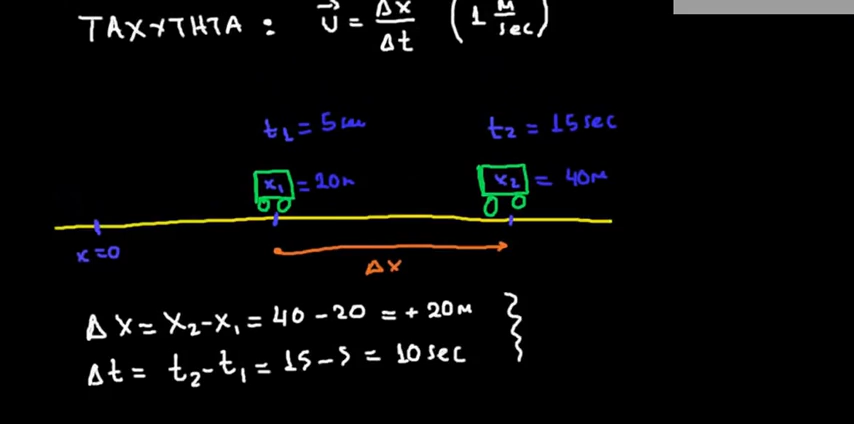 ΤΑΧΥΤΗΤΑ : υ⃗ = Δx/Δt (1 m/sec)
t₁ = 5 sec
t₂ = 15 sec
x₁ = 20m
x₂ = 40m
x=0
Δx
Δx = x₂-x₁ = 40-20 = +20m
Δt = t₂-t₁ = 15-5 = 10 sec